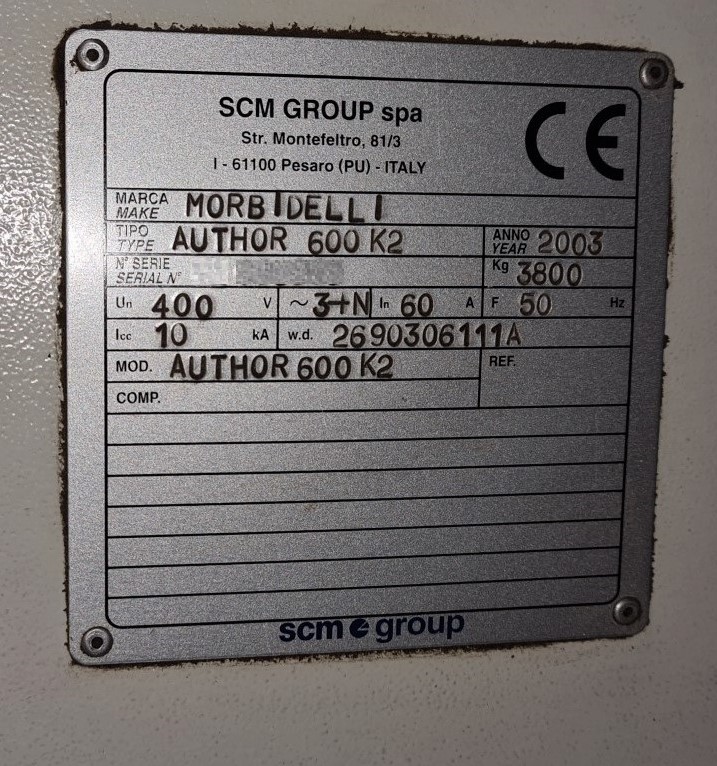 SCM GROUP spa
Str. Montefeltro, 81/3
I - 61100 Pesaro (PU) - ITALY
CE
MARCA
MAKE MORBIDELLI
TIPO
TYPE AUTHOR 600 K2
ANNO
YEAR 2003
N° SERIE
SERIAL N°
Kg 3800
Un 400 V ~3+N In 60 A F 50 Hz
Icc 10 kA w.d. 2690306111A
MOD. AUTHOR 600 K2 REF.
COMP.
scm group